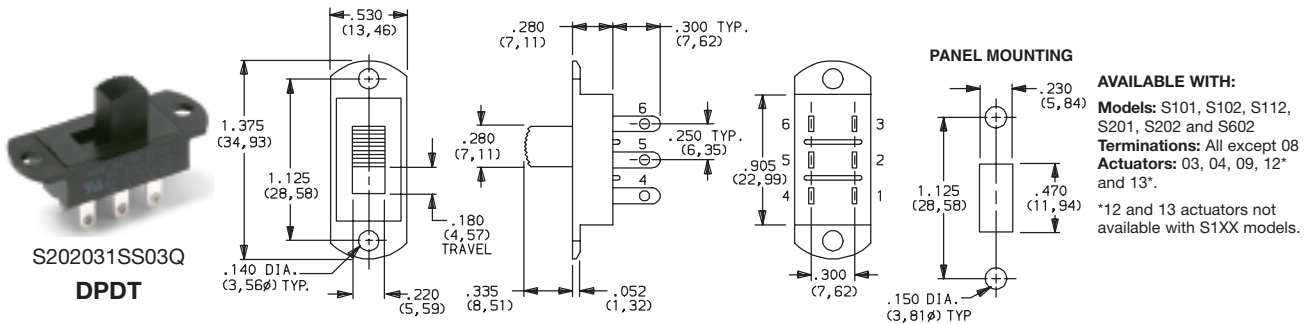 S202031SS03Q
DPDT
.530
(13,46)
1.375
(34,93)
1.125
(28,58)
.180
(4,57)
TRAVEL
.140 DIA.
(3,56ø) TYP.
.220
(5,59)
.280
(7,11)
.300 TYP.
(7,62)
.280
(7,11)
6
5
4
.250 TYP.
(6,35)
.335
(8,51)
.052
(1,32)
.905
(22,99)
6 3
5 2
4 1
.300
(7,62)
PANEL MOUNTING
.230
(5,84)
1.125
(28,58)
.470
(11,94)
.150 DIA.
(3,81ø) TYP
AVAILABLE WITH:
Models: S101, S102, S112,
S201, S202 and S602
Terminations: All except 08
Actuators: 03, 04, 09, 12*
and 13*.
*12 and 13 actuators not
available with S1XX models.